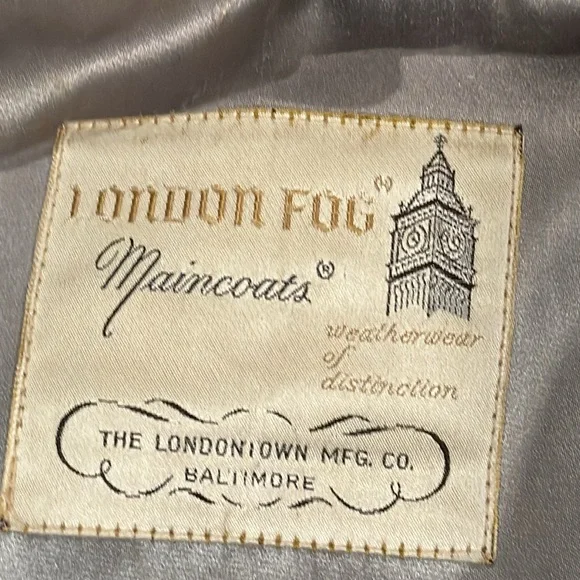 LONDON FOG®
Maincoats®
weatherwear
of
distinction
THE LONDONTOWN MFG. CO.
BALTIMORE